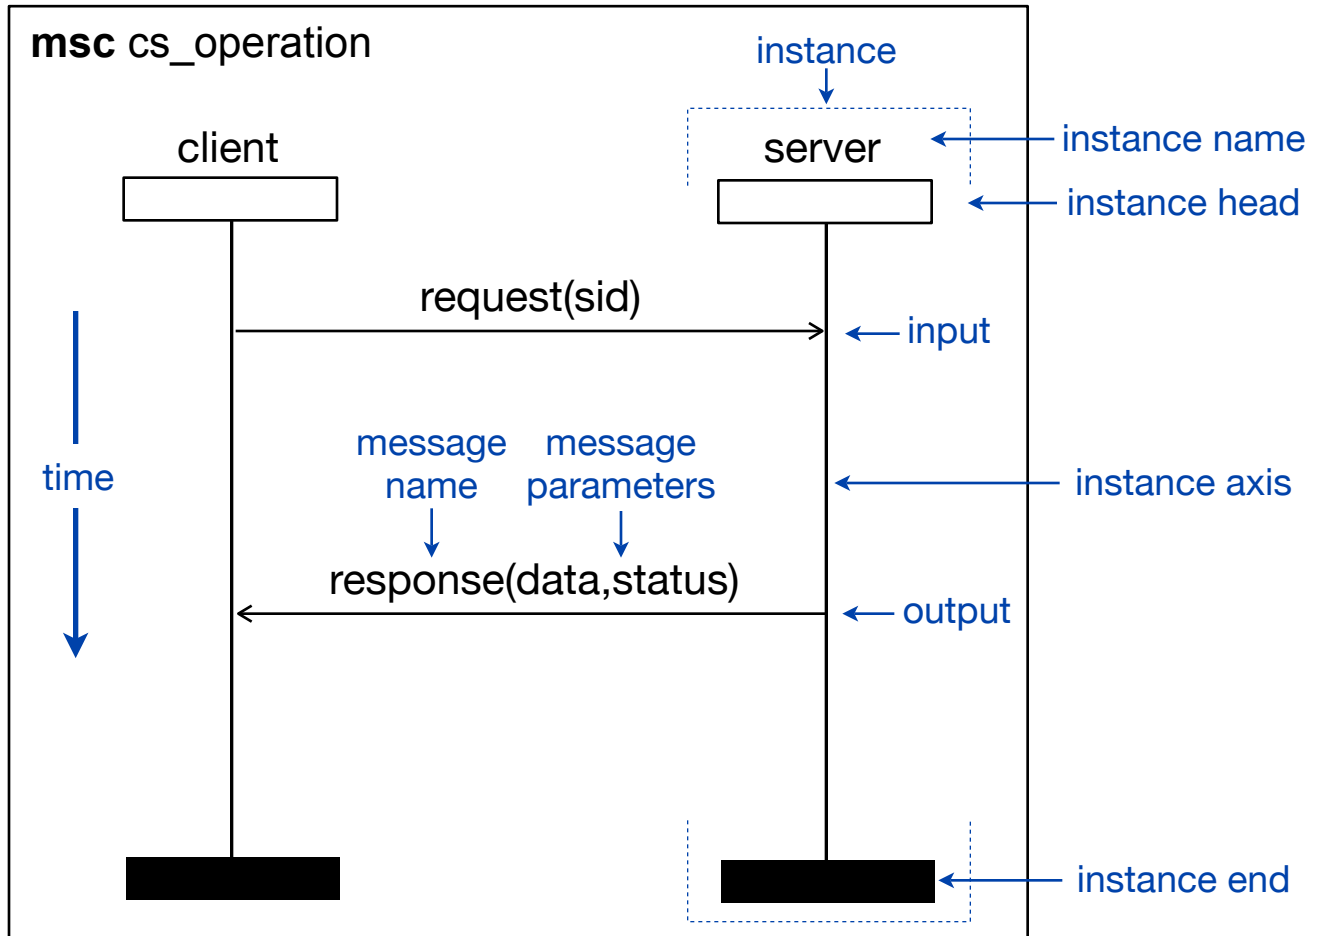 msc cs_operation
instance
client
server
instance name
instance head
request(sid)
input
message name
message parameters
time
instance axis
response(data,status)
output
instance end